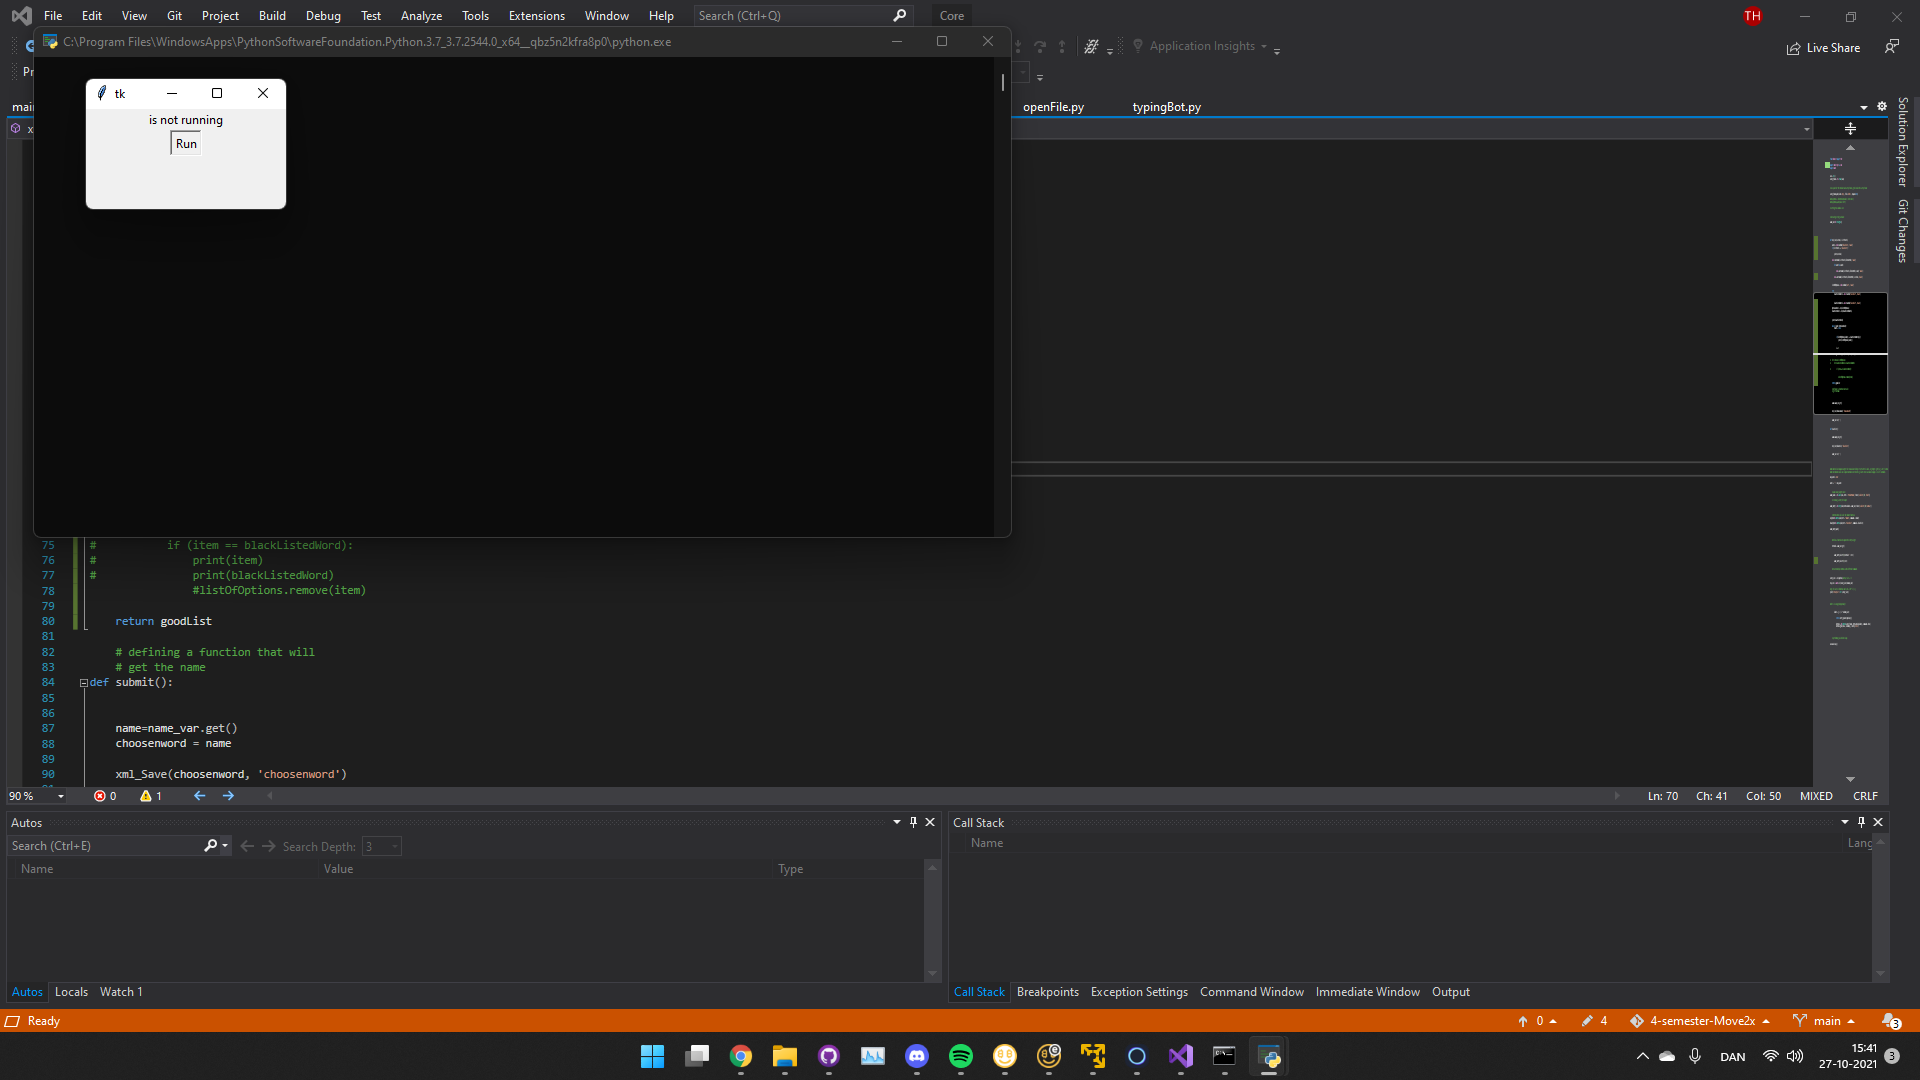 File Edit View Git Project Build Debug Test Analyze Tools Extensions Window Help Search (Ctrl+Q) Core TH
C:\Program Files\WindowsApps\PythonSoftwareFoundation.Python.3.7_3.7.2544.0_x64__qbz5n2kfra8p0\python.exe
Application Insights
Live Share
tk
is not running
Run
openFile.py typingBot.py
Solution Explorer
Git Changes
75 # if (item == blackListedWord):
76 # print(item)
77 # print(blackListedWord)
78 #listOfOptions.remove(item)
79
80 return goodList
81
82 # defining a function that will
83 # get the name
84 def submit():
85
86
87 name=name_var.get()
88 choosenword = name
89
90 xml_Save(choosenword, 'choosenword')
90 % 0 1 Ln: 70 Ch: 41 Col: 50 MIXED CRLF
Autos
Search (Ctrl+E) Search Depth: 3
Name Value Type
Call Stack
Name Lang
Autos Locals Watch 1
Call Stack Breakpoints Exception Settings Command Window Immediate Window Output
Ready 0 4 4-semester-Move2x main 3
DAN 15:41
27-10-2021 3